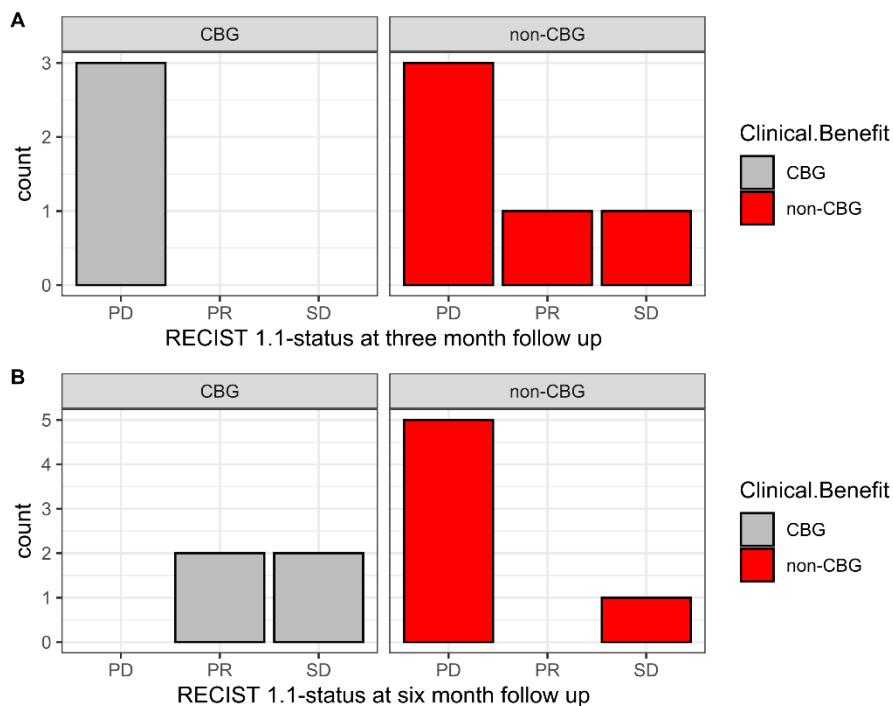 A
CBG
non-CBG
3
2
1
0
count
PD
PR
SD
PD
PR
SD
RECIST 1.1-status at three month follow up
Clinical.Benefit
CBG
non-CBG
B
CBG
non-CBG
5
4
3
2
1
0
count
PD
PR
SD
PD
PR
SD
RECIST 1.1-status at six month follow up
Clinical.Benefit
CBG
non-CBG